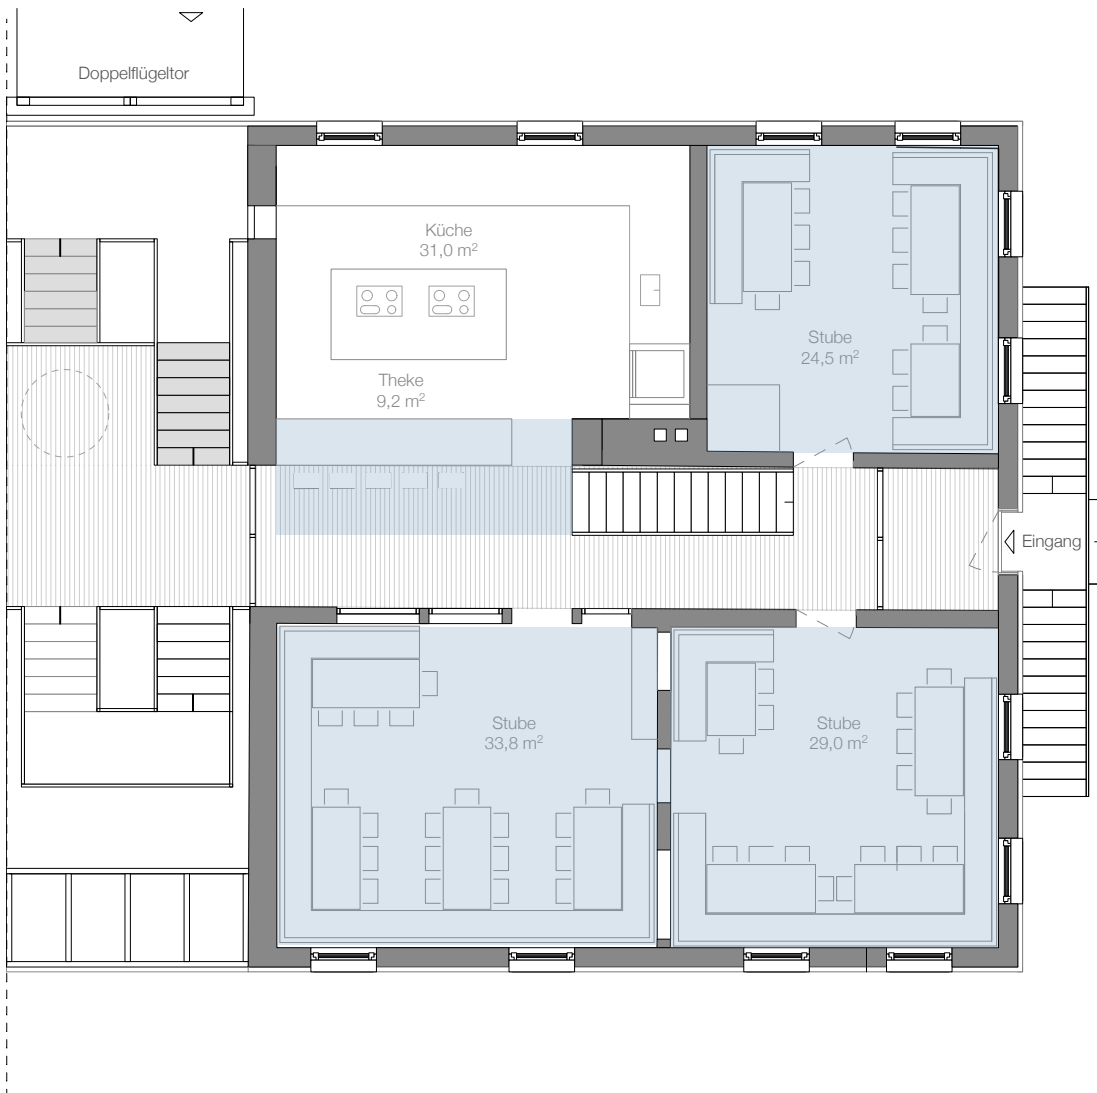 Doppelflügeltor
Küche
31,0 m²
Theke
9,2 m²
Stube
24,5 m²
Eingang
Stube
33,8 m²
Stube
29,0 m²